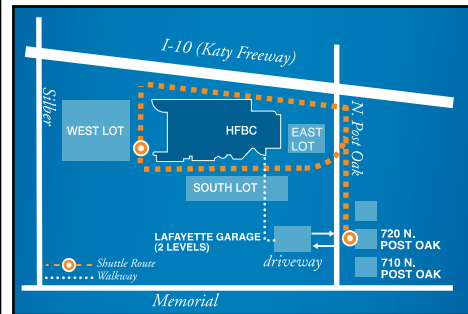 I-10 (Katy Freeway)
Silber
N. Post Oak
WEST LOT
HFBC
EAST
LOT
SOUTH LOT
LAFAYETTE GARAGE
(2 LEVELS)
driveway
720 N.
POST OAK
710 N.
POST OAK
Shuttle Route
Walkway
Memorial